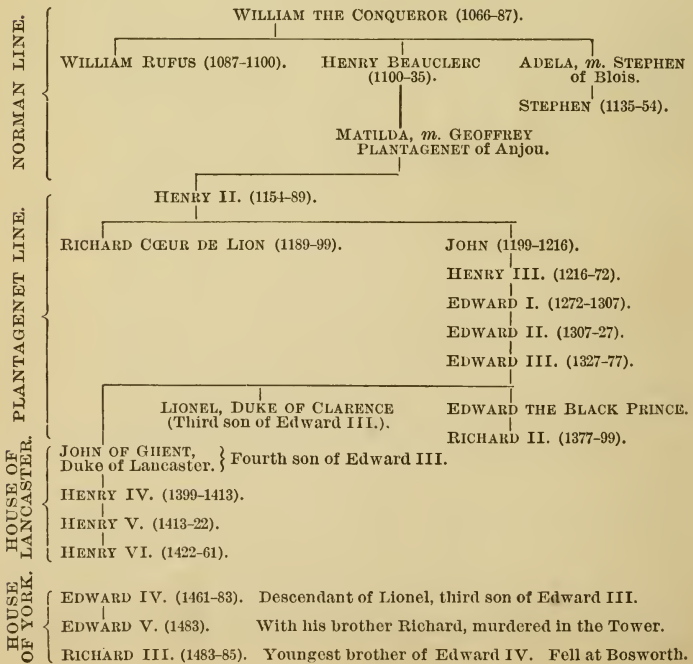 NORMAN LINE.
WILLIAM THE CONQUEROR (1066-87).
WILLIAM RUFUS (1087-1100). HENRY BEAUCLERC ADELA, m. STEPHEN
(1100-35). of Blois.
STEPHEN (1135-54).
MATILDA, m. GEOFFREY
PLANTAGENET of Anjou.
PLANTAGENET LINE.
HENRY II. (1154-89).
RICHARD CŒUR DE LION (1189-99). JOHN (1199-1216).
HENRY III. (1216-72).
EDWARD I. (1272-1307).
EDWARD II. (1307-27).
EDWARD III. (1327-77).
LIONEL, DUKE OF CLARENCE EDWARD THE BLACK PRINCE.
(Third son of Edward III.).
RICHARD II. (1377-99).
HOUSE OF
LANCASTER.
JOHN OF GHENT,
Duke of Lancaster. } Fourth son of Edward III.
HENRY IV. (1399-1413).
HENRY V. (1413-22).
HENRY VI. (1422-61).
HOUSE
OF YORK.
EDWARD IV. (1461-83). Descendant of Lionel, third son of Edward III.
EDWARD V. (1483). With his brother Richard, murdered in the Tower.
RICHARD III. (1483-85). Youngest brother of Edward IV. Fell at Bosworth.